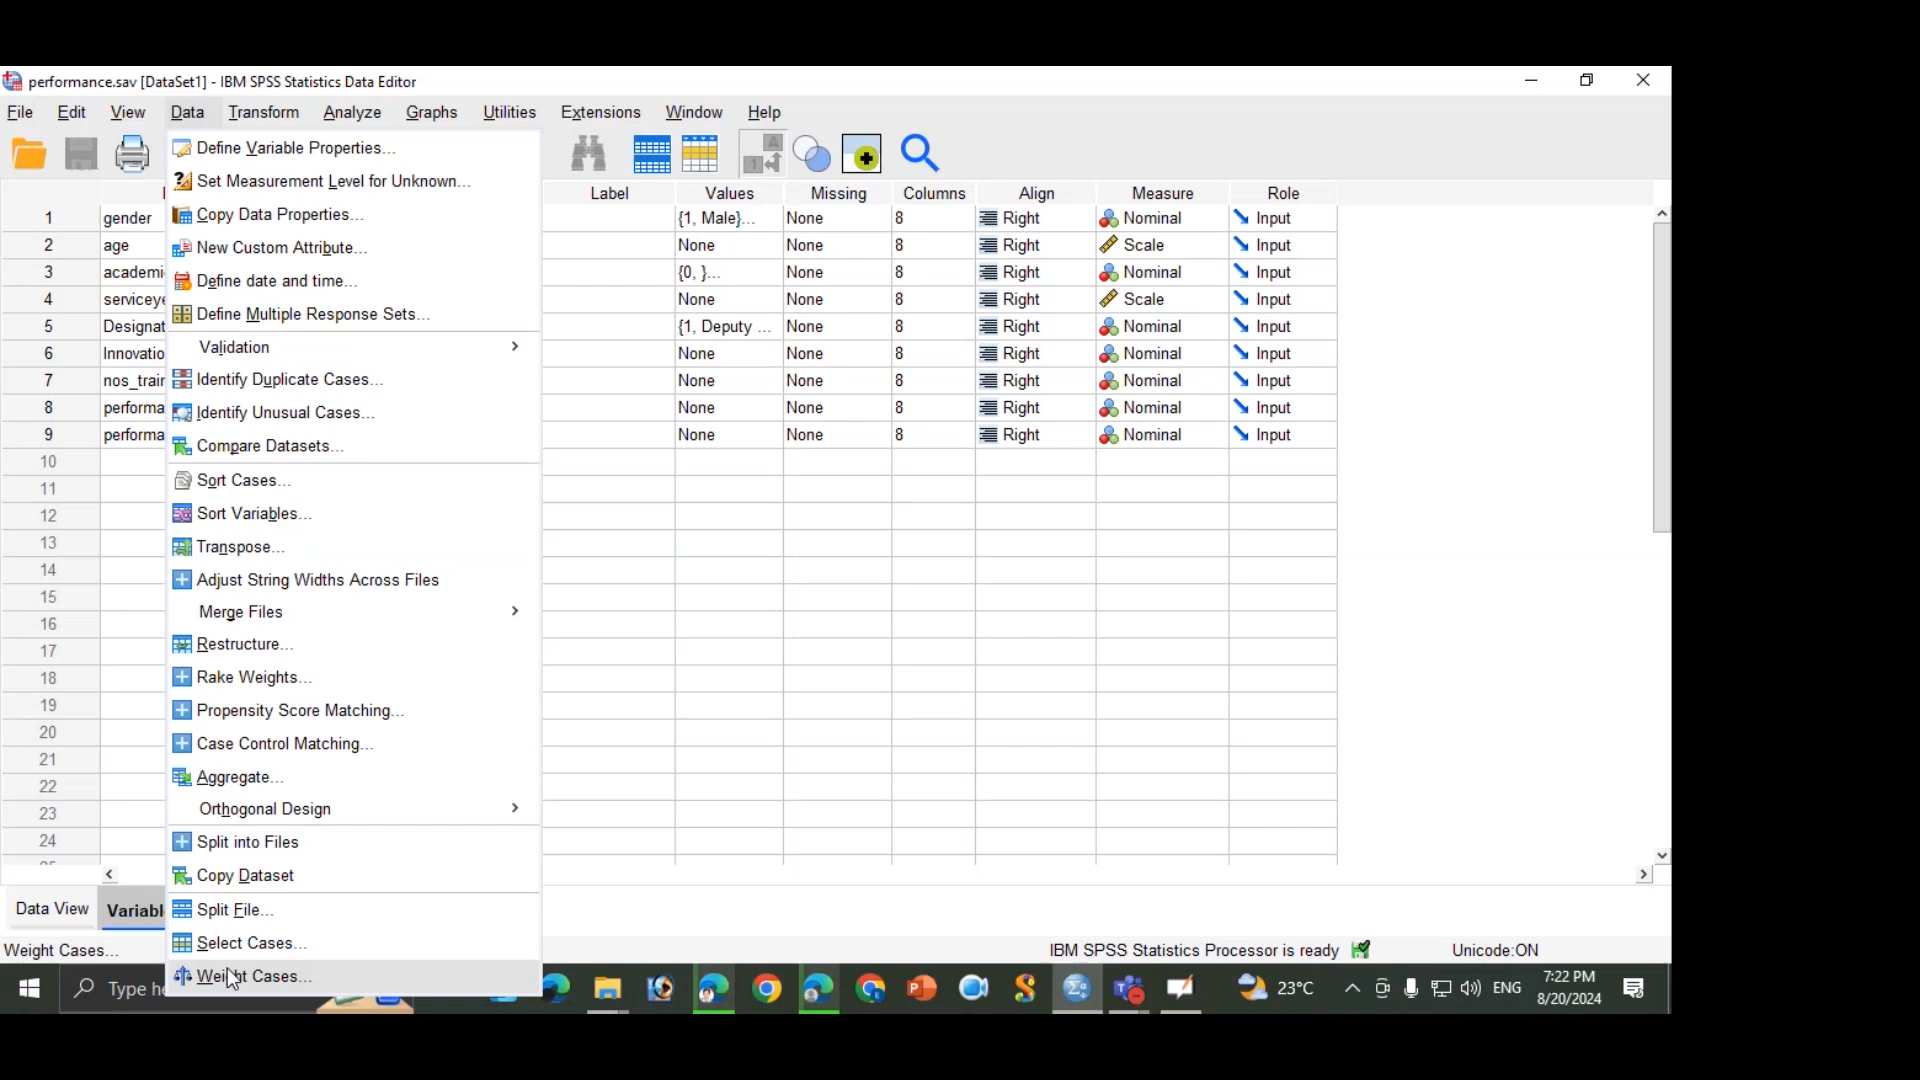 performance.sav [DataSet1] - IBM SPSS Statistics Data Editor
File Edit View Data Transform Analyze Graphs Utilities Extensions Window Help
Define Variable Properties...
Set Measurement Level for Unknown...
Copy Data Properties...
New Custom Attribute...
Define date and time...
Define Multiple Response Sets...
Validation
Identify Duplicate Cases...
Identify Unusual Cases...
Compare Datasets...
Sort Cases...
Sort Variables...
Transpose...
Adjust String Widths Across Files
Merge Files
Restructure...
Rake Weights...
Propensity Score Matching...
Case Control Matching...
Aggregate...
Orthogonal Design
Split into Files
Copy Dataset
Split File...
Select Cases...
Weight Cases...
Label Values Missing Columns Align Measure Role
1 gender {1, Male}... None 8 Right Nominal Input
2 age None None 8 Right Scale Input
3 academi {0, }... None 8 Right Nominal Input
4 serviceye None None 8 Right Scale Input
5 Designat {1, Deputy ... None 8 Right Nominal Input
6 Innovatio None None 8 Right Nominal Input
7 nos_train None None 8 Right Nominal Input
8 performa None None 8 Right Nominal Input
9 performa None None 8 Right Nominal Input
10
11
12
13
14
15
16
17
18
19
20
21
22
23
24
Data View Variabl
Weight Cases... IBM SPSS Statistics Processor is ready Unicode:ON
Type he 23°C ENG 7:22 PM
8/20/2024